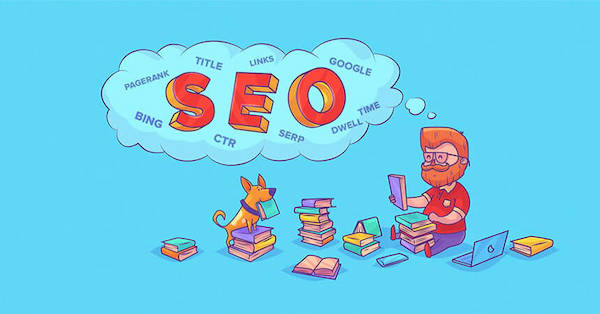 TITLE
LINKS
PAGERANK
GOOGLE
SEO
TIME
BING
DWELL
SERP
CTR